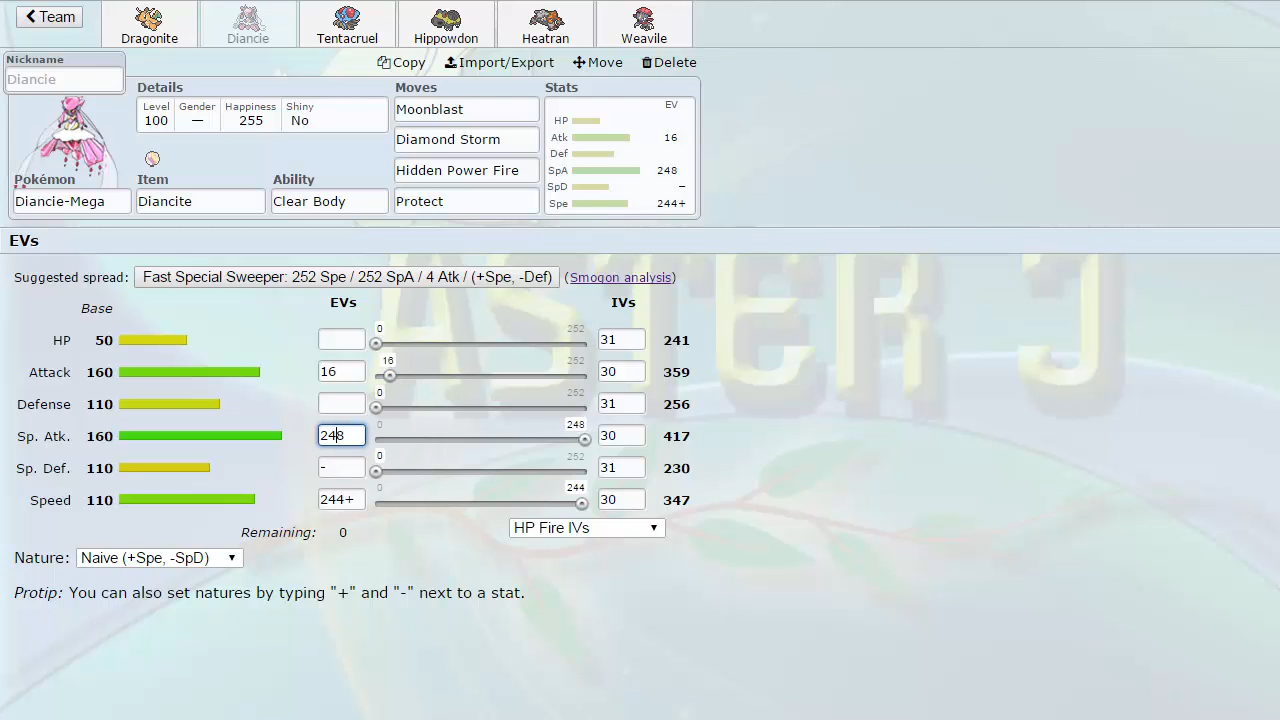 Team
Dragonite
Diancie
Tentacruel
Hippowdon
Heatran
Weavile
Copy Import/Export Move Delete
Nickname
Diancie
Details
Level
100
Gender
—
Happiness
255
Shiny
No
Pokémon
Diancie-Mega
Item
Diancite
Ability
Clear Body
Moves
Moonblast
Diamond Storm
Hidden Power Fire
Protect
Stats
EV
HP
Atk 16
Def
SpA 248
SpD –
Spe 244+
EVs
Suggested spread: Fast Special Sweeper: 252 Spe / 252 SpA / 4 Atk / (+Spe, -Def) (Smogon analysis)
Base EVs IVs
HP 50 0 252 31 241
Attack 160 16 16 252 30 359
Defense 110 0 252 31 256
Sp. Atk. 160 248 0 248 252 30 417
Sp. Def. 110 - 0 252 31 230
Speed 110 244+ 0 244 30 347
Remaining: 0 HP Fire IVs
Nature: Naive (+Spe, -SpD)
Protip: You can also set natures by typing "+" and "-" next to a stat.
ASTER J